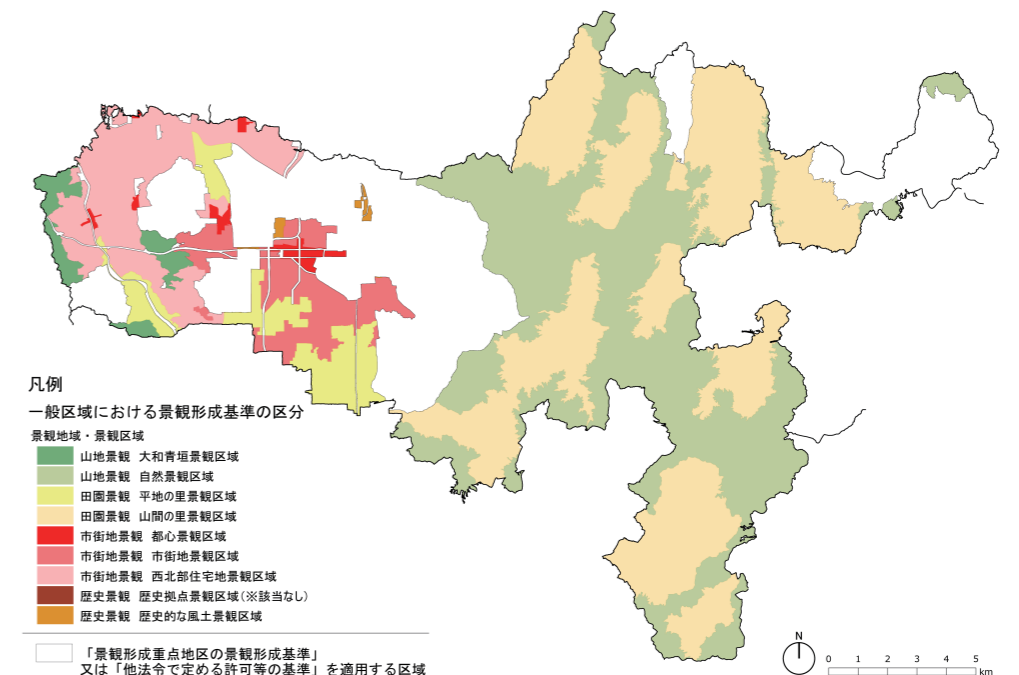 凡例
一般区域における景観形成基準の区分
景観地域・景観区域
山地景観 大和青垣景観区域
山地景観 自然景観区域
田園景観 平地の里景観区域
田園景観 山間の里景観区域
市街地景観 都心景観区域
市街地景観 市街地景観区域
市街地景観 西北部住宅地景観区域
歴史景観 歴史拠点景観区域(※該当なし)
歴史景観 歴史的な風土景観区域
「景観形成重点地区の景観形成基準」
又は「他法令で定める許可等の基準」を適用する区域
N
0 1 2 3 4 5
km